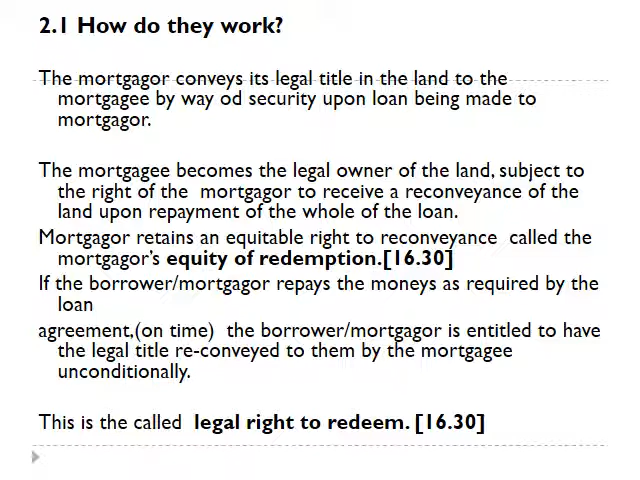 2.1 How do they work?
The mortgagor conveys its legal title in the land to the
mortgagee by way od security upon loan being made to
mortgagor.
The mortgagee becomes the legal owner of the land, subject to
the right of the mortgagor to receive a reconveyance of the
land upon repayment of the whole of the loan.
Mortgagor retains an equitable right to reconveyance called the
mortgagor's equity of redemption.[16.30]
If the borrower/mortgagor repays the moneys as required by the
loan
agreement,(on time) the borrower/mortgagor is entitled to have
the legal title re-conveyed to them by the mortgagee
unconditionally.
This is the called legal right to redeem. [16.30]